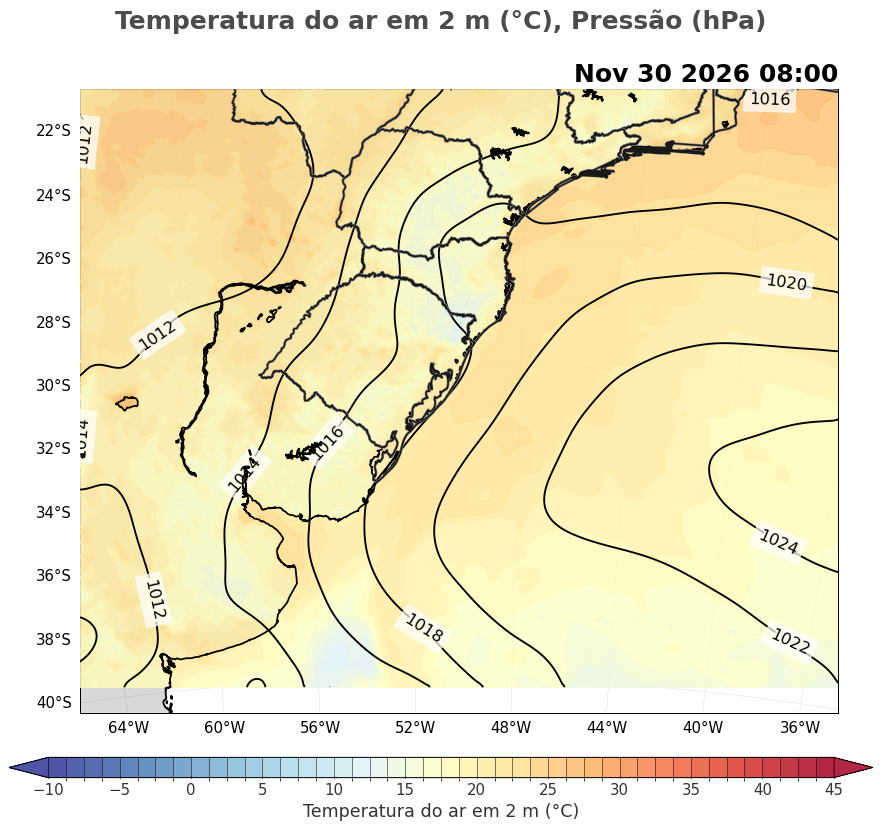 Temperatura do ar em 2 m (°C), Pressão (hPa)
Nov 30 2026 08:00
1016
22°S
1012
24°S
26°S
1020
28°S
1012
30°S
1014
1016
32°S
1014
34°S
1024
36°S
1012
1018
1022
38°S
40°S
64°W 60°W 56°W 52°W 48°W 44°W 40°W 36°W
−10 −5 0 5 10 15 20 25 30 35 40 45
Temperatura do ar em 2 m (°C)